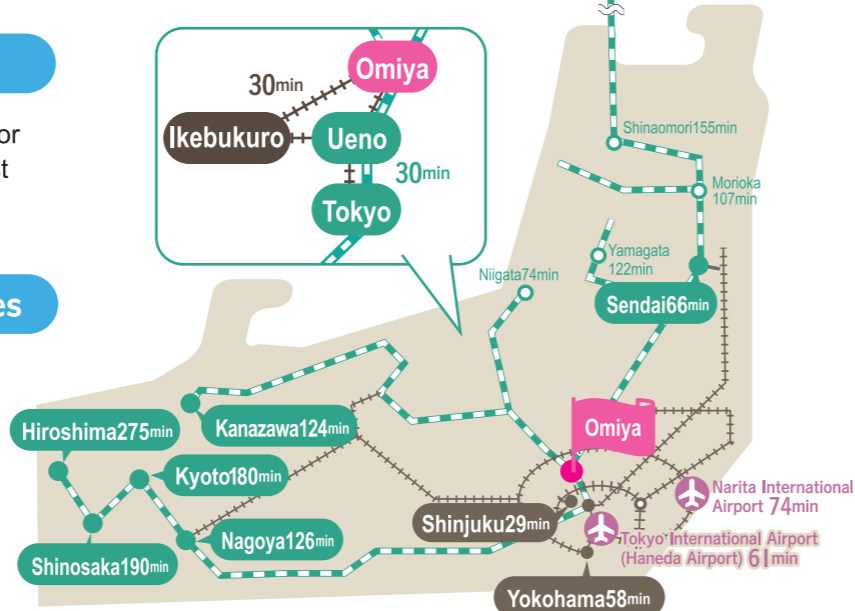 or
st
es
Omiya
30min
Ikebukuro
Ueno
30min
Tokyo
Shinaomori155min
Morioka
107min
Yamagata
122min
Niigata74min
Sendai66min
Omiya
Hiroshima275min
Kanazawa124min
Kyoto180min
Narita International
Airport 74min
Shinjuku29min
Nagoya126min
Tokyo International Airport
(Haneda Airport) 61min
Shinosaka190min
Yokohama58min